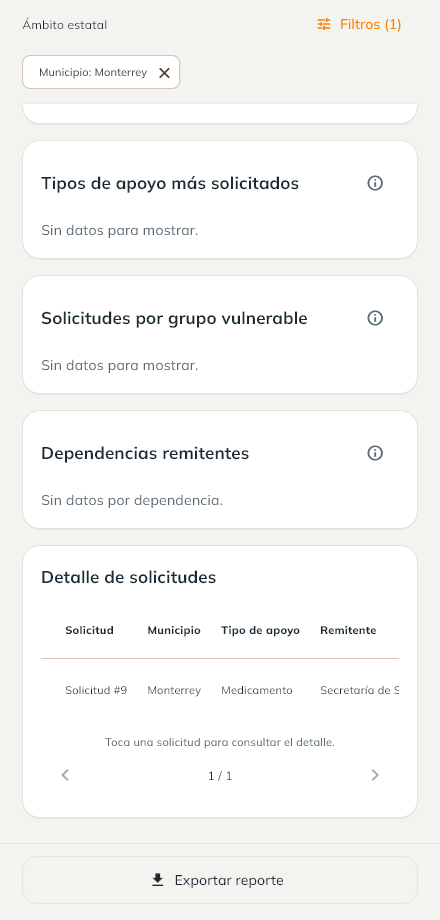 Ámbito estatal
Filtros (1)
Municipio: Monterrey
Tipos de apoyo más solicitados
Sin datos para mostrar.
Solicitudes por grupo vulnerable
Sin datos para mostrar.
Dependencias remitentes
Sin datos por dependencia.
Detalle de solicitudes
Solicitud Municipio Tipo de apoyo Remitente
Solicitud #9 Monterrey Medicamento Secretaría de S
Toca una solicitud para consultar el detalle.
1 / 1
Exportar reporte